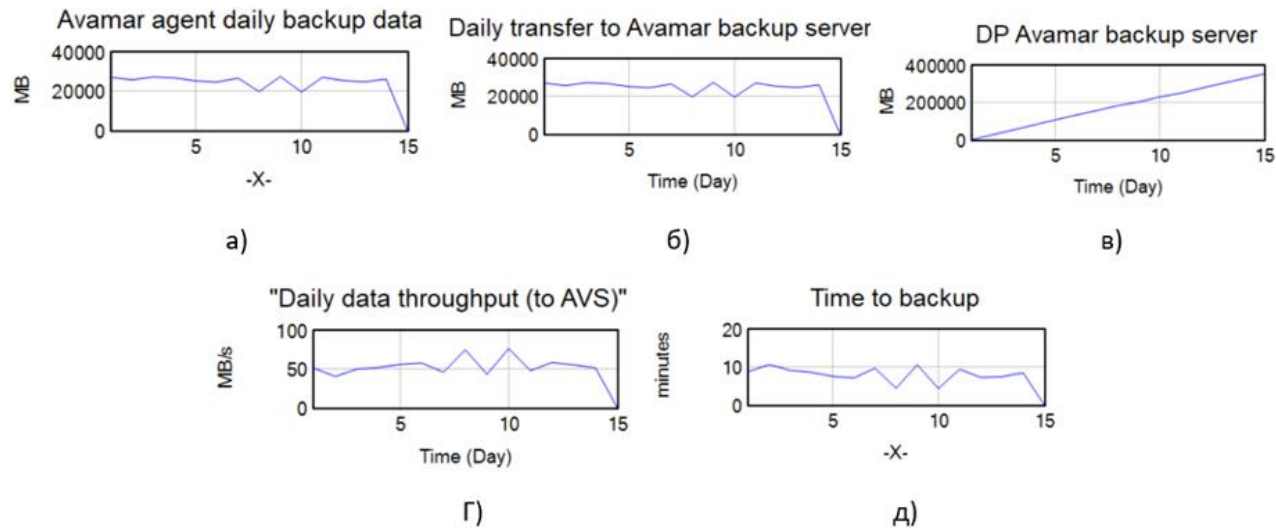 Avamar agent daily backup data
40000
20000
0
MB
5
10
15
-X-
а)
Daily transfer to Avamar backup server
40000
20000
0
MB
5
10
15
Time (Day)
б)
DP Avamar backup server
400000
200000
0
MB
5
10
15
Time (Day)
в)
"Daily data throughput (to AVS)"
100
50
0
MB/s
5
10
15
Time (Day)
Г)
Time to backup
20
10
0
minutes
5
10
15
-X-
д)